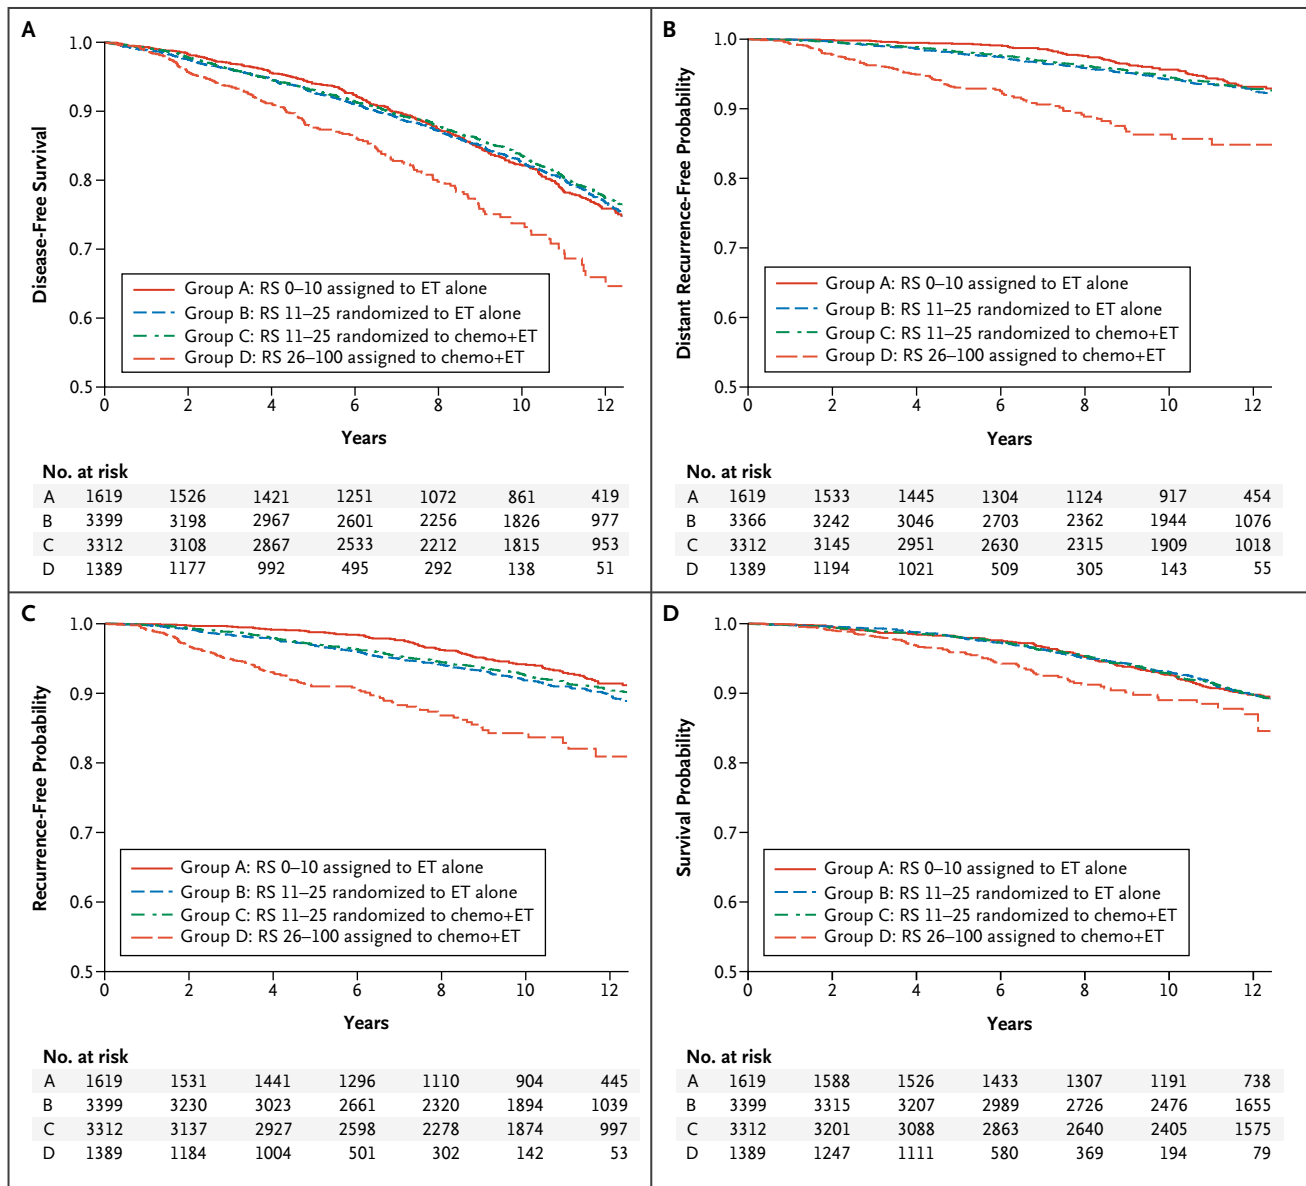 A
Disease-Free Survival
1.0
0.9
0.8
0.7
0.6
0.5
Group A: RS 0–10 assigned to ET alone
Group B: RS 11–25 randomized to ET alone
Group C: RS 11–25 randomized to chemo+ET
Group D: RS 26–100 assigned to chemo+ET
0 2 4 6 8 10 12
Years
No. at risk
A 1619 1526 1421 1251 1072 861 419
B 3399 3198 2967 2601 2256 1826 977
C 3312 3108 2867 2533 2212 1815 953
D 1389 1177 992 495 292 138 51
B
Distant Recurrence-Free Probability
1.0
0.9
0.8
0.7
0.6
0.5
Group A: RS 0–10 assigned to ET alone
Group B: RS 11–25 randomized to ET alone
Group C: RS 11–25 randomized to chemo+ET
Group D: RS 26–100 assigned to chemo+ET
0 2 4 6 8 10 12
Years
No. at risk
A 1619 1533 1445 1304 1124 917 454
B 3366 3242 3046 2703 2362 1944 1076
C 3312 3145 2951 2630 2315 1909 1018
D 1389 1194 1021 509 305 143 55
C
Recurrence-Free Probability
1.0
0.9
0.8
0.7
0.6
0.5
Group A: RS 0–10 assigned to ET alone
Group B: RS 11–25 randomized to ET alone
Group C: RS 11–25 randomized to chemo+ET
Group D: RS 26–100 assigned to chemo+ET
0 2 4 6 8 10 12
Years
No. at risk
A 1619 1531 1441 1296 1110 904 445
B 3399 3230 3023 2661 2320 1894 1039
C 3312 3137 2927 2598 2278 1874 997
D 1389 1184 1004 501 302 142 53
D
Survival Probability
1.0
0.9
0.8
0.7
0.6
0.5
Group A: RS 0–10 assigned to ET alone
Group B: RS 11–25 randomized to ET alone
Group C: RS 11–25 randomized to chemo+ET
Group D: RS 26–100 assigned to chemo+ET
0 2 4 6 8 10 12
Years
No. at risk
A 1619 1588 1526 1433 1307 1191 738
B 3399 3315 3207 2989 2726 2476 1655
C 3312 3201 3088 2863 2640 2405 1575
D 1389 1247 1111 580 369 194 79